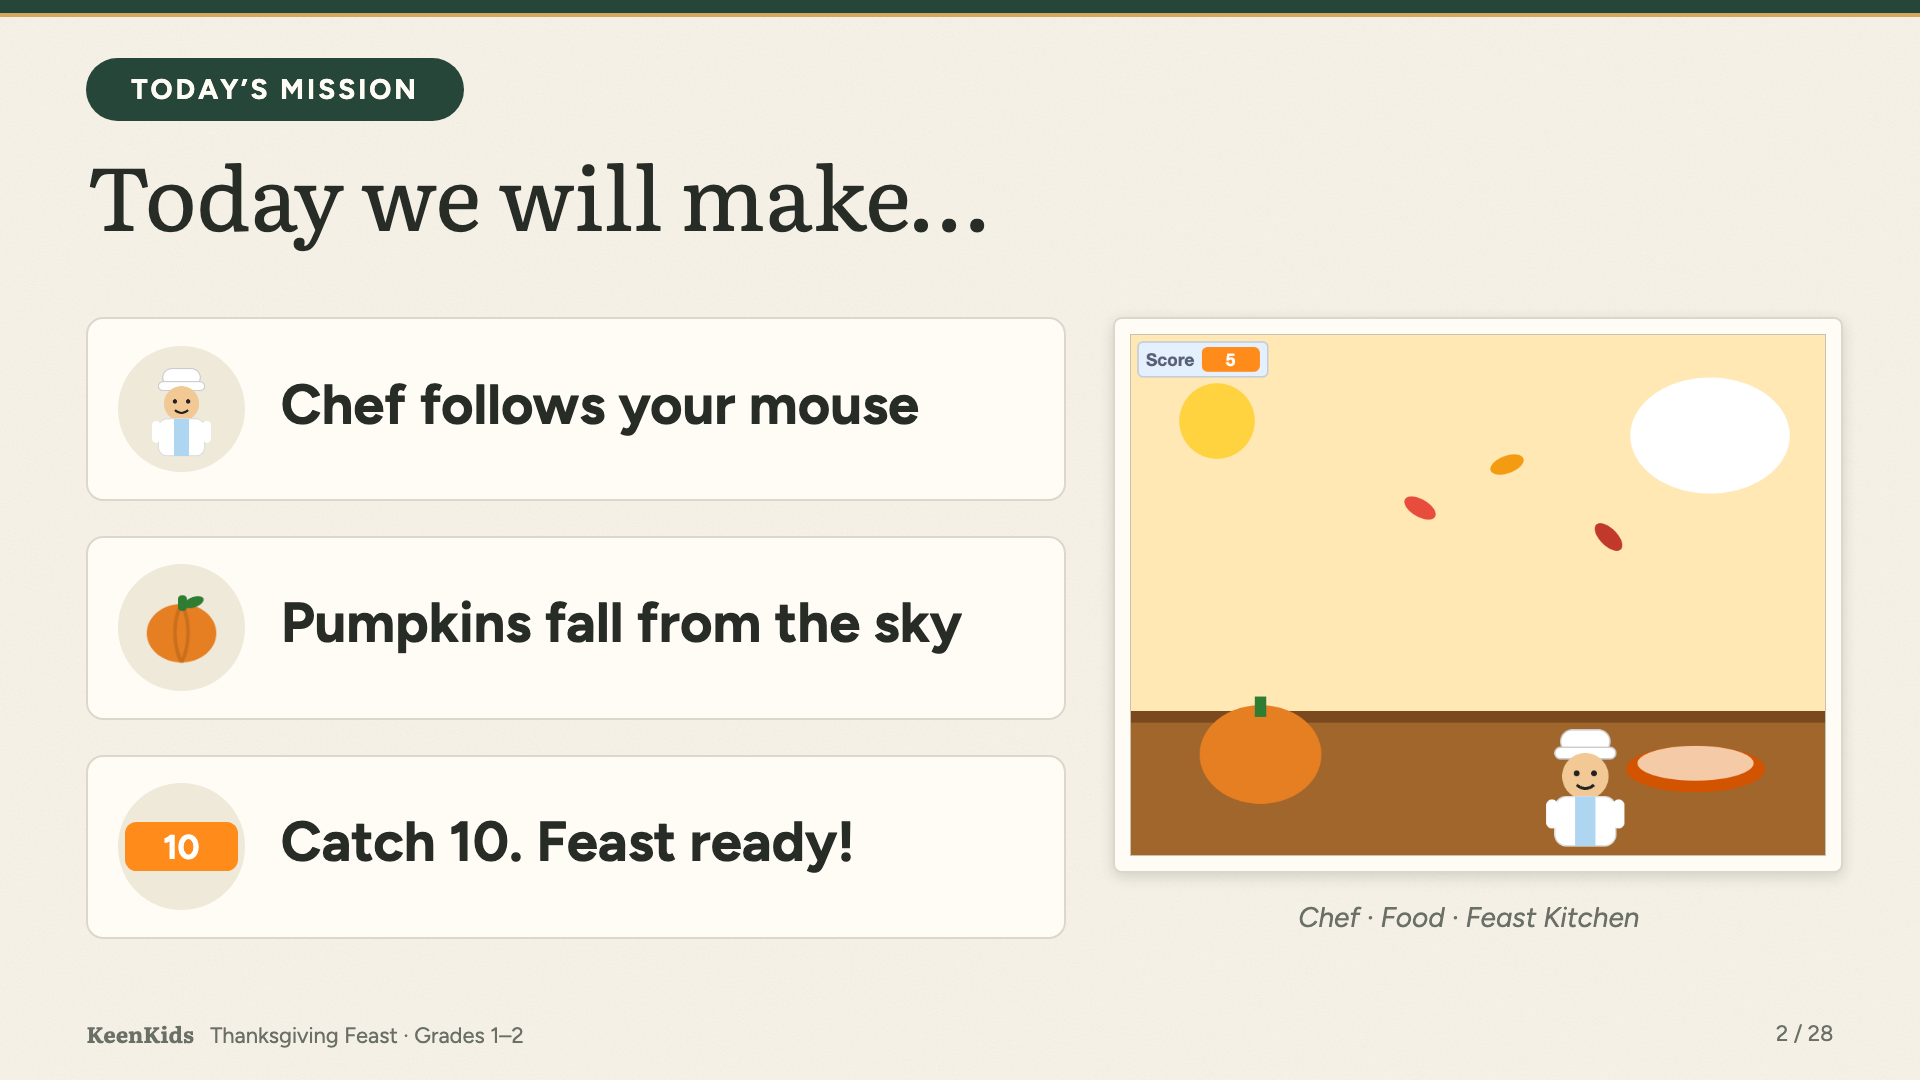 TODAY’S MISSION
Today we will make...
Chef follows your mouse
Pumpkins fall from the sky
10
Catch 10. Feast ready!
Score 5
Chef · Food · Feast Kitchen
KeenKids Thanksgiving Feast · Grades 1–2
2 / 28